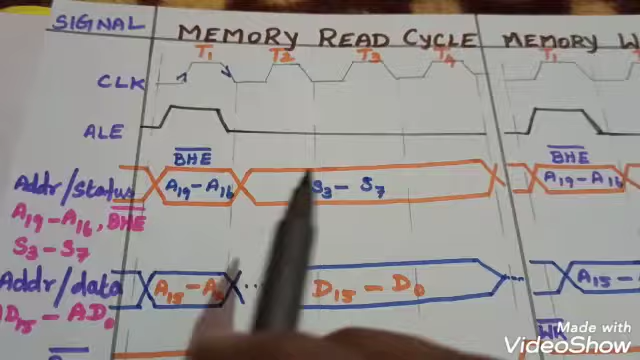 SIGNAL
MEMORY READ CYCLE
MEMORY
T1 T2 T3 T4
T1
CLK
ALE
BHE
BHE
Addr/status
A19-A16
S3-S7
A19-A16
A19-A16, BHE
S3-S7
Addr/data
A15-A0
D15-D0
A15-
AD15-AD0
WR
Made with
VideoShow